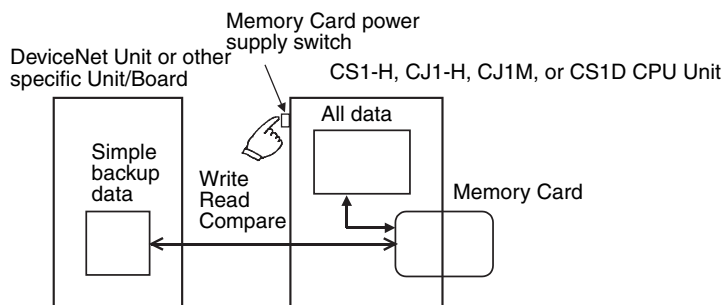 Memory Card power
supply switch
DeviceNet Unit or other
specific Unit/Board
CS1-H, CJ1-H, CJ1M, or CS1D CPU Unit
All data
Simple
backup
data
Write
Read
Compare
Memory Card